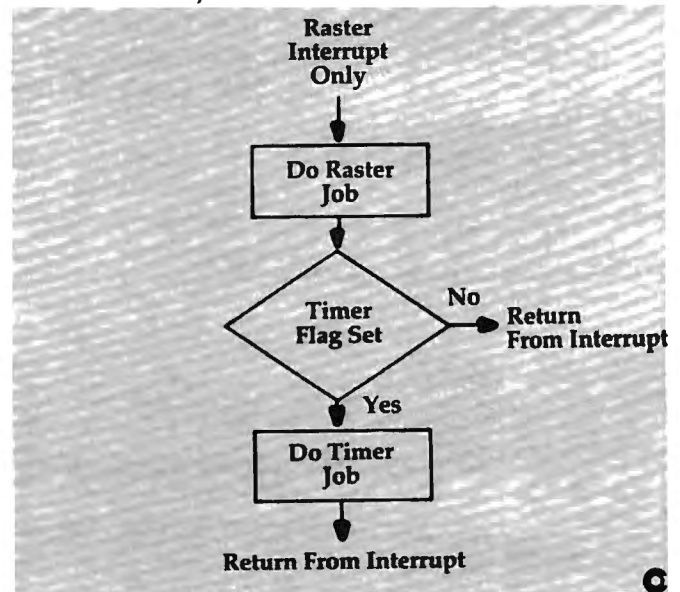 Raster
Interrupt
Only
Do Raster
Job
Timer
Flag Set
No
Return
From Interrupt
Yes
Do Timer
Job
Return From Interrupt